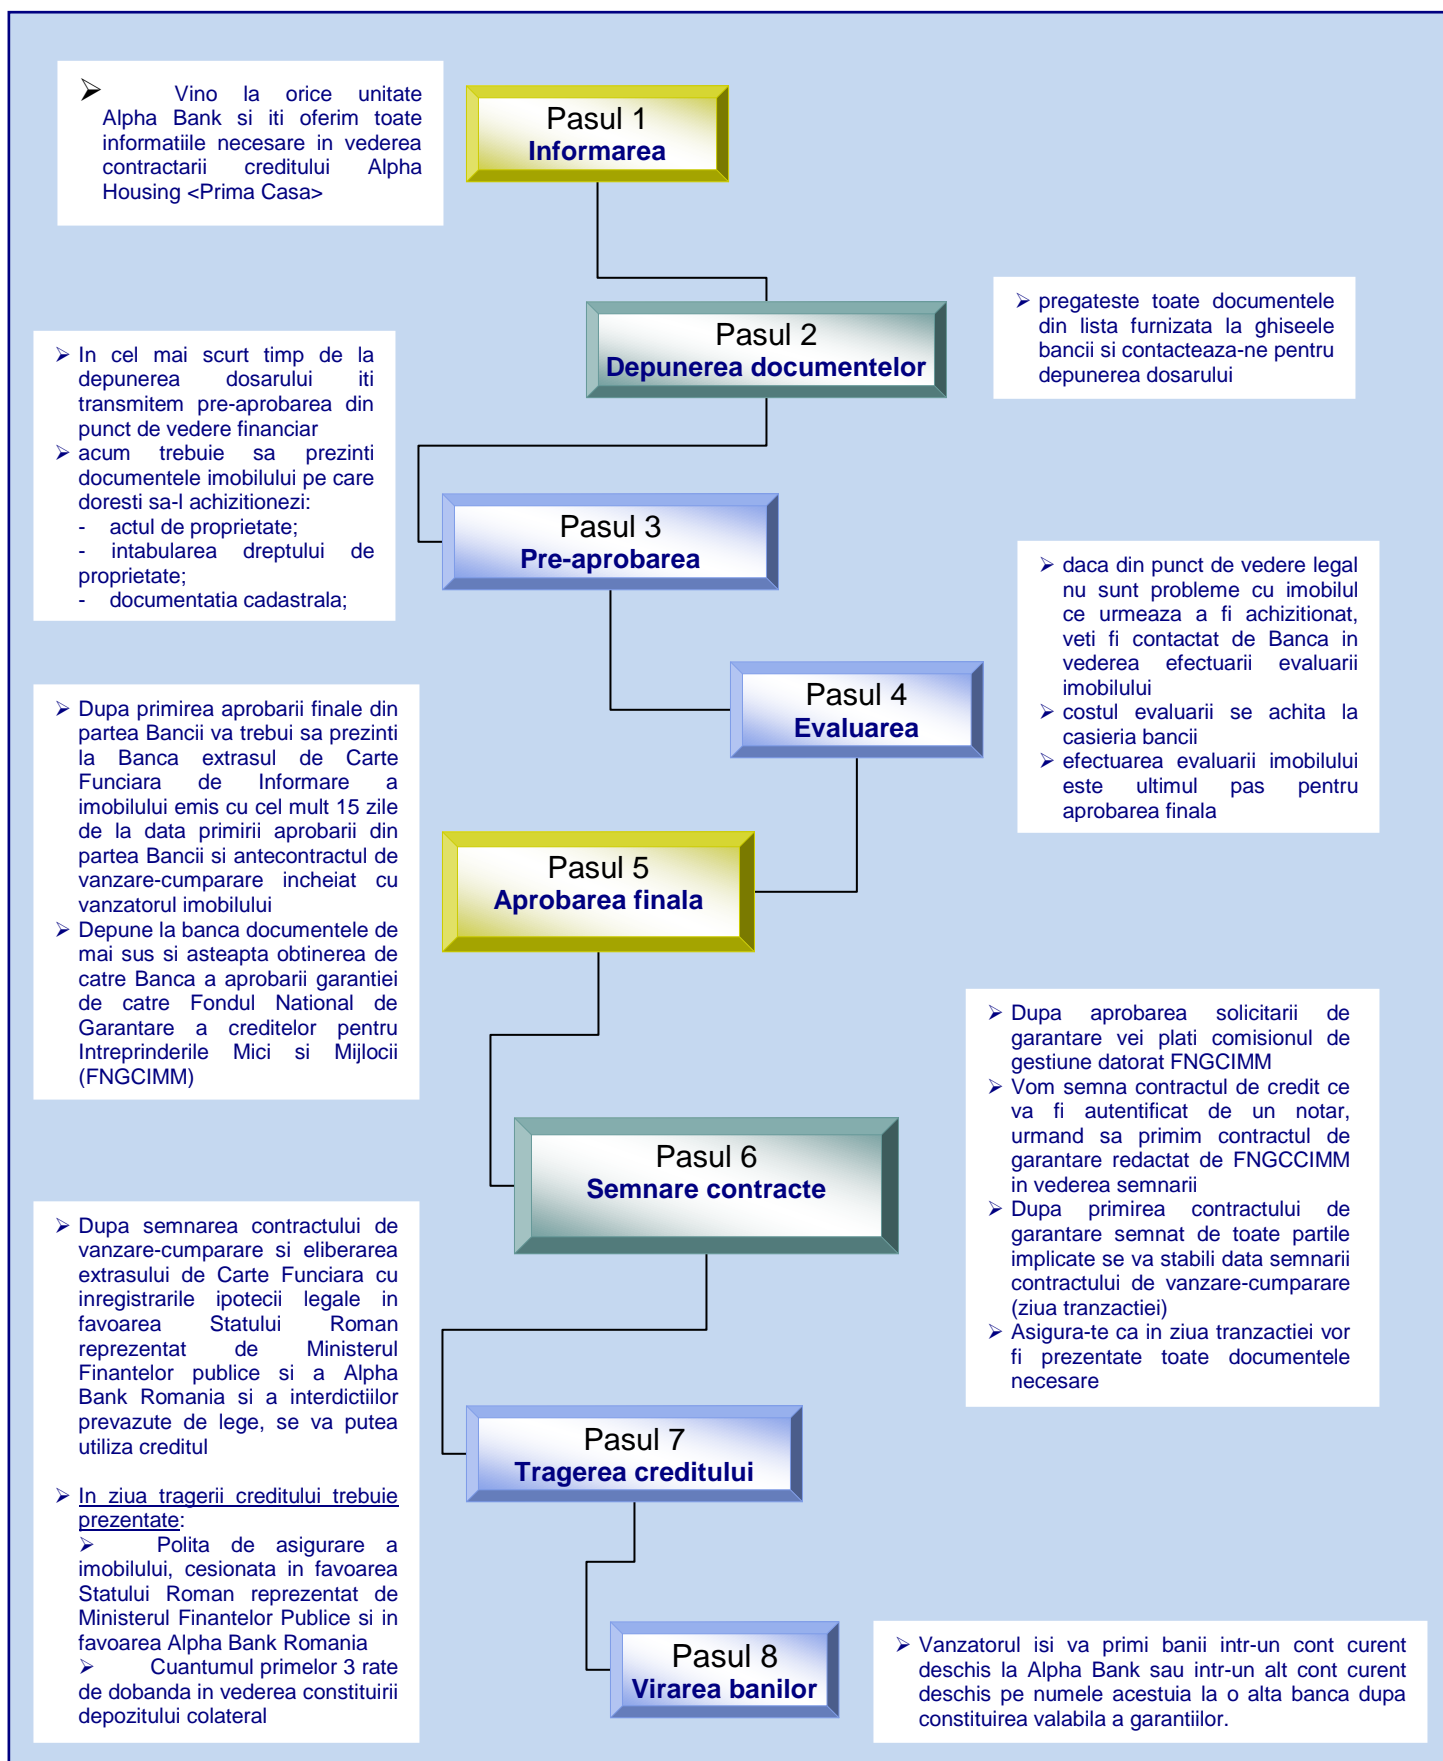 ➢ Vino la orice unitate
Alpha Bank si iti oferim toate
informatiile necesare in vederea
contractarii creditului Alpha
Housing <Prima Casa>
Pasul 1
Informarea
Pasul 2
Depunerea documentelor
➢ pregateste toate documentele
din lista furnizata la ghiseele
bancii si contacteaza-ne pentru
depunerea dosarului
➢ In cel mai scurt timp de la
depunerea dosarului iti
transmitem pre-aprobarea din
punct de vedere financiar
➢ acum trebuie sa prezinti
documentele imobilului pe care
doresti sa-l achizitionezi:
- actul de proprietate;
- intabularea dreptului de
proprietate;
- documentatia cadastrala;
Pasul 3
Pre-aprobarea
➢ daca din punct de vedere legal
nu sunt probleme cu imobilul
ce urmeaza a fi achizitionat,
veti fi contactat de Banca in
vederea efectuarii evaluarii
imobilului
➢ costul evaluarii se achita la
casieria bancii
➢ efectuarea evaluarii imobilului
este ultimul pas pentru
aprobarea finala
Pasul 4
Evaluarea
➢ Dupa primirea aprobarii finale din
partea Bancii va trebui sa prezinti
la Banca extrasul de Carte
Funciara de Informare a
imobilului emis cu cel mult 15 zile
de la data primirii aprobarii din
partea Bancii si antecontractul de
vanzare-cumparare incheiat cu
vanzatorul imobilului
➢ Depune la banca documentele de
mai sus si asteapta obtinerea de
catre Banca a aprobarii garantiei
de catre Fondul National de
Garantare a creditelor pentru
Intreprinderile Mici si Mijlocii
(FNGCIMM)
Pasul 5
Aprobarea finala
➢ Dupa aprobarea solicitarii de
garantare vei plati comisionul de
gestiune datorat FNGCIMM
➢ Vom semna contractul de credit ce
va fi autentificat de un notar,
urmand sa primim contractul de
garantare redactat de FNGCCIMM
in vederea semnarii
➢ Dupa primirea contractului de
garantare semnat de toate partile
implicate se va stabili data semnarii
contractului de vanzare-cumparare
(ziua tranzactiei)
➢ Asigura-te ca in ziua tranzactiei vor
fi prezentate toate documentele
necesare
Pasul 6
Semnare contracte
➢ Dupa semnarea contractului de
vanzare-cumparare si eliberarea
extrasului de Carte Funciara cu
inregistrarile ipotecii legale in
favoarea Statului Roman
reprezentat de Ministerul
Finantelor publice si a Alpha
Bank Romania si a interdictiilor
prevazute de lege, se va putea
utiliza creditul
➢ In ziua tragerii creditului trebuie
prezentate:
➢ Polita de asigurare a
imobilului, cesionata in favoarea
Statului Roman reprezentat de
Ministerul Finantelor Publice si in
favoarea Alpha Bank Romania
➢ Cuantumul primelor 3 rate
de dobanda in vederea constituirii
depozitului colateral
Pasul 7
Tragerea creditului
Pasul 8
Virarea banilor
➢ Vanzatorul isi va primi banii intr-un cont curent
deschis la Alpha Bank sau intr-un alt cont curent
deschis pe numele acestuia la o alta banca dupa
constituirea valabila a garantiilor.